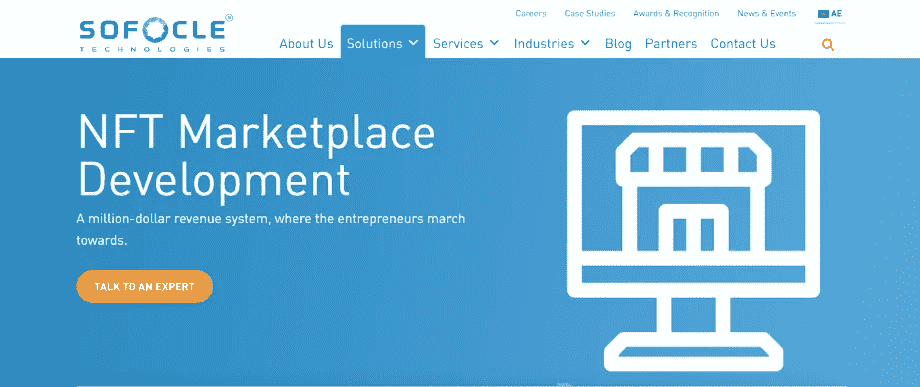 Careers Case Studies Awards & Recognition News & Events AE
SOFOCLE®
TECHNOLOGIES
About Us Solutions Services Industries Blog Partners Contact Us
NFT Marketplace
Development
A million-dollar revenue system, where the entrepreneurs march
towards.
TALK TO AN EXPERT